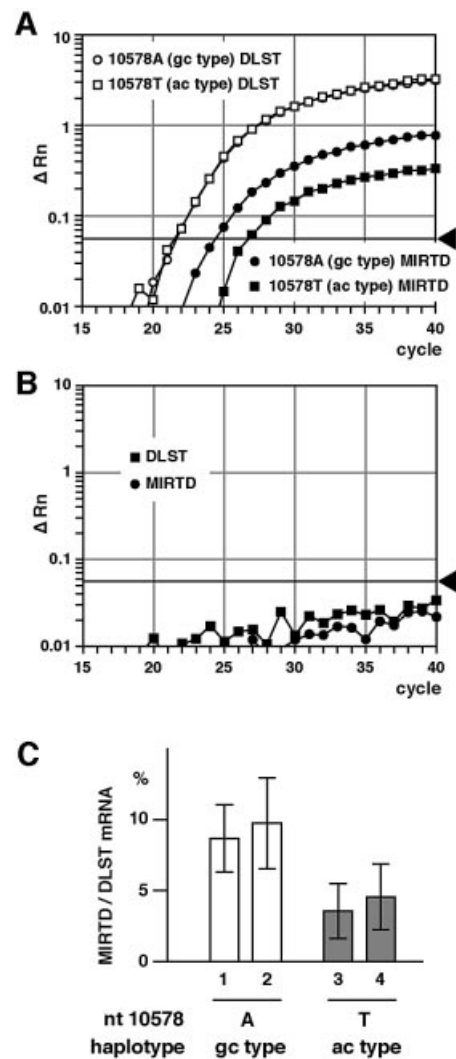 A
10578A (gc type) DLST
10578T (ac type) DLST
10
1
0.1
0.01
Δ Rn
10578A (gc type) MIRTD
10578T (ac type) MIRTD
15 20 25 30 35 40
cycle
B
10
1
0.1
0.01
Δ Rn
DLST
MIRTD
15 20 25 30 35 40
cycle
C
MIRTD / DLST mRNA
%
10
5
0
1 2 3 4
nt 10578 A T
haplotype gc type ac type